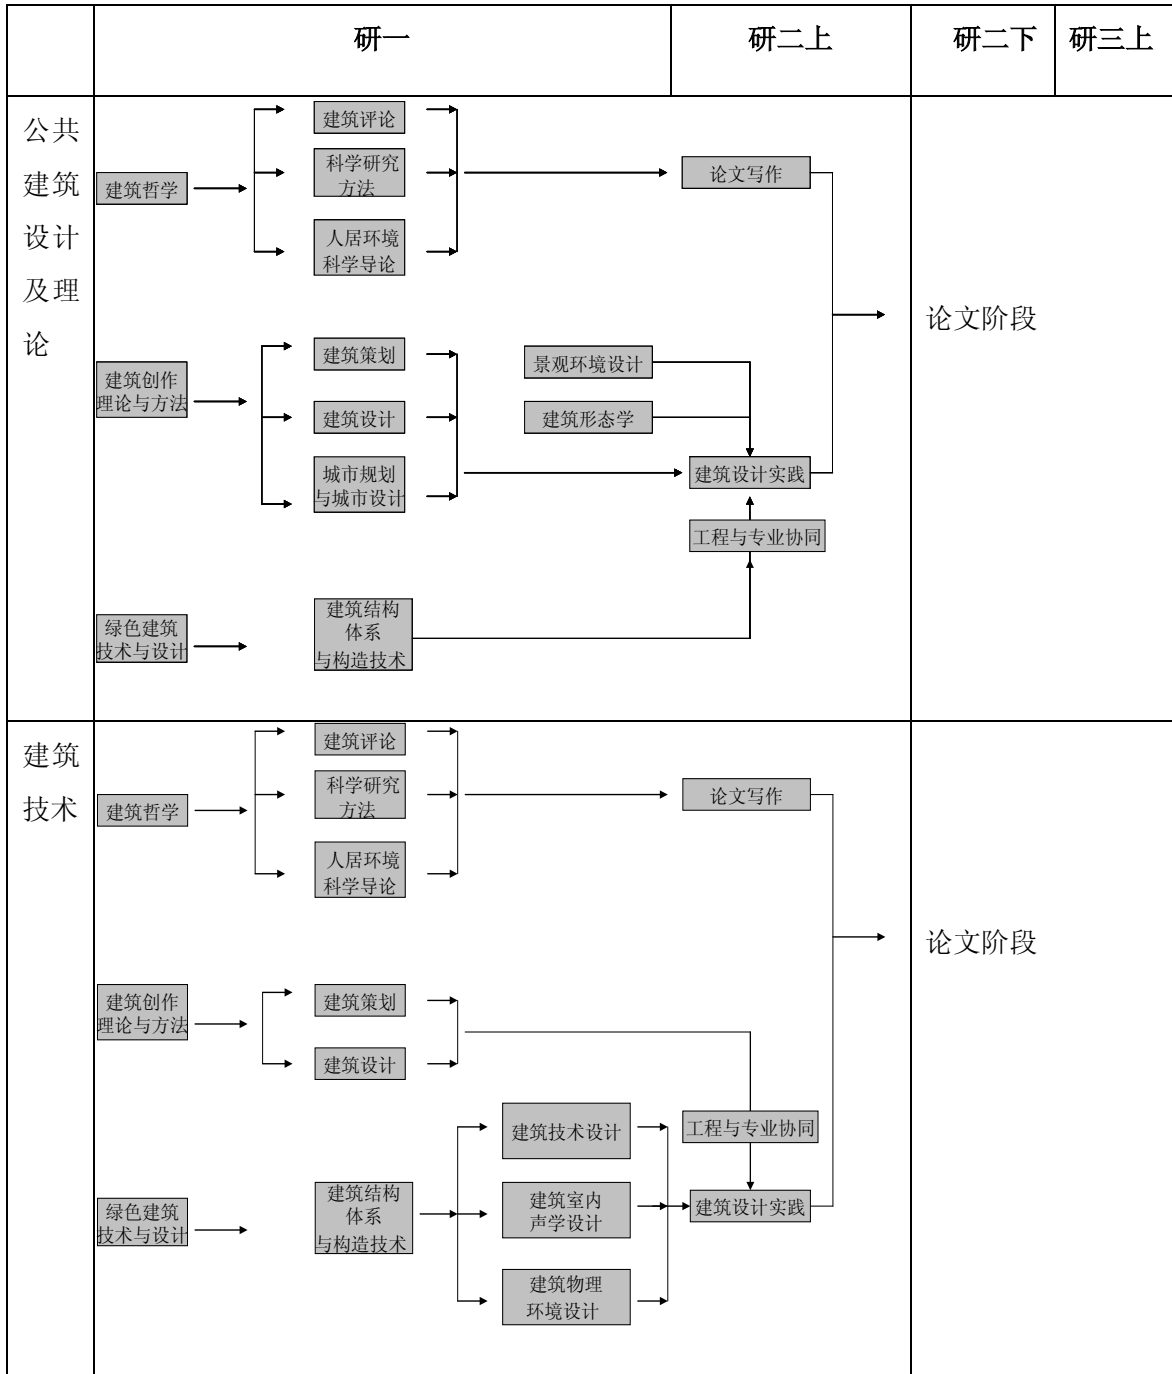 研一
研二上
研二下
研三上
公共
建筑
设计
及理
论
建筑哲学
建筑评论
科学研究
方法
人居环境
科学导论
论文写作
建筑创作
理论与方法
建筑策划
建筑设计
城市规划
与城市设计
景观环境设计
建筑形态学
建筑设计实践
工程与专业协同
绿色建筑
技术与设计
建筑结构
体系
与构造技术
论文阶段
建筑
技术
建筑哲学
建筑评论
科学研究
方法
人居环境
科学导论
论文写作
建筑创作
理论与方法
建筑策划
建筑设计
绿色建筑
技术与设计
建筑结构
体系
与构造技术
建筑技术设计
建筑室内
声学设计
建筑物理
环境设计
工程与专业协同
建筑设计实践
论文阶段